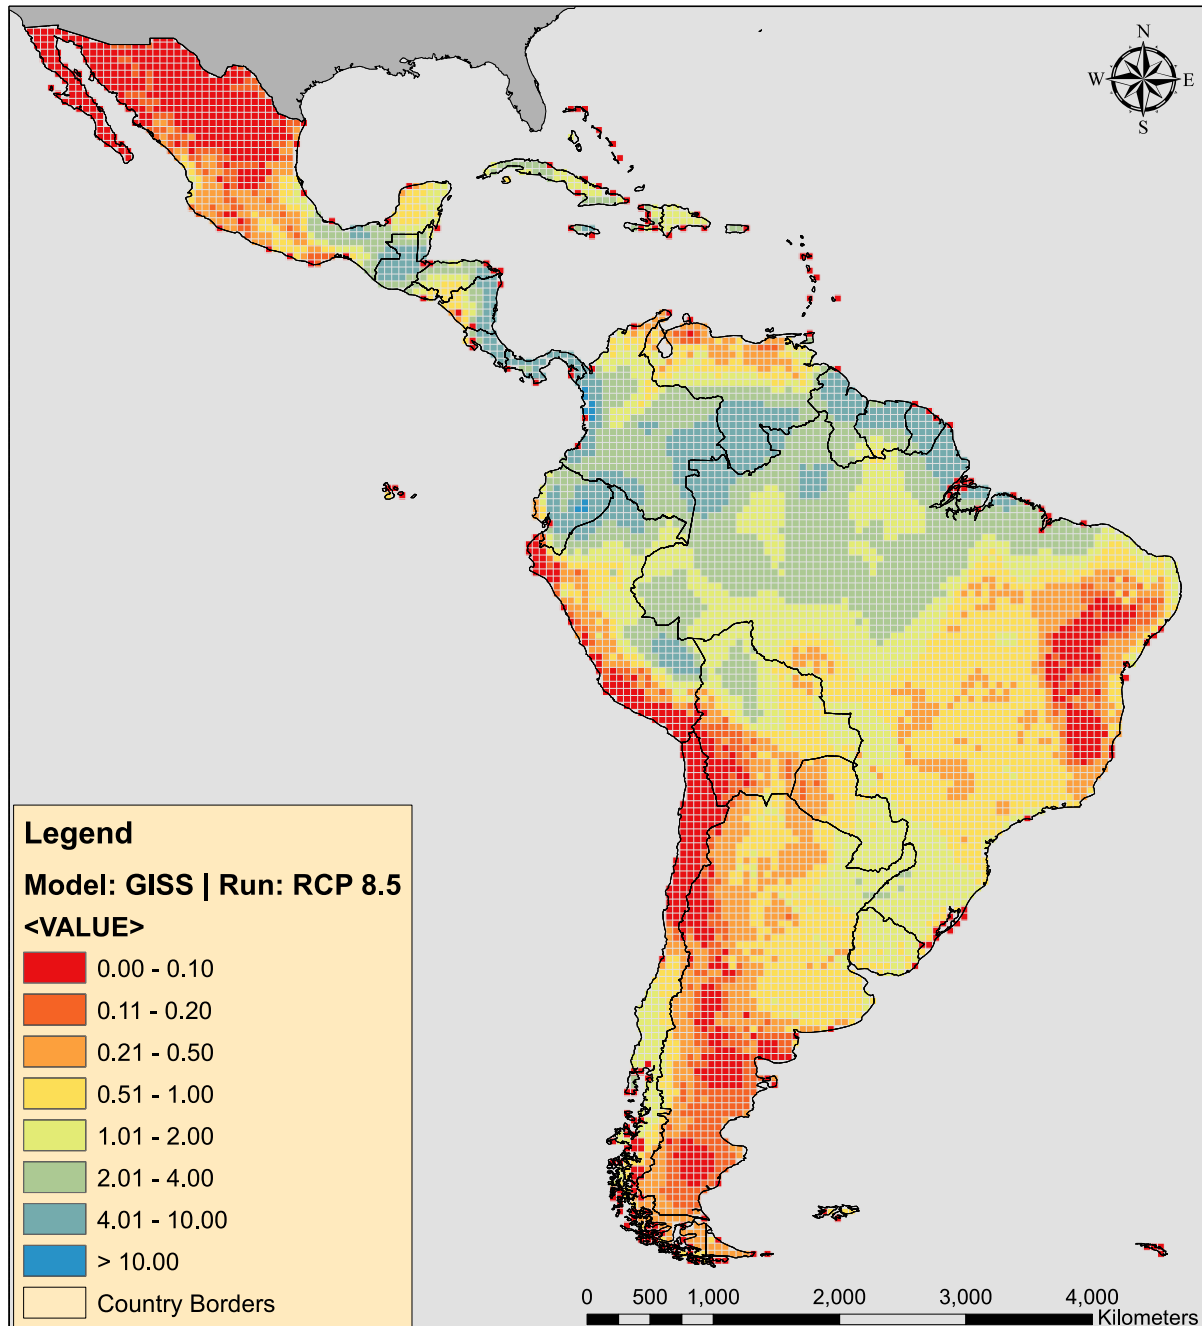 N
W E
S
Legend
Model: GISS | Run: RCP 8.5
<VALUE>
0.00 - 0.10
0.11 - 0.20
0.21 - 0.50
0.51 - 1.00
1.01 - 2.00
2.01 - 4.00
4.01 - 10.00
> 10.00
Country Borders
0 500 1,000 2,000 3,000 4,000
Kilometers